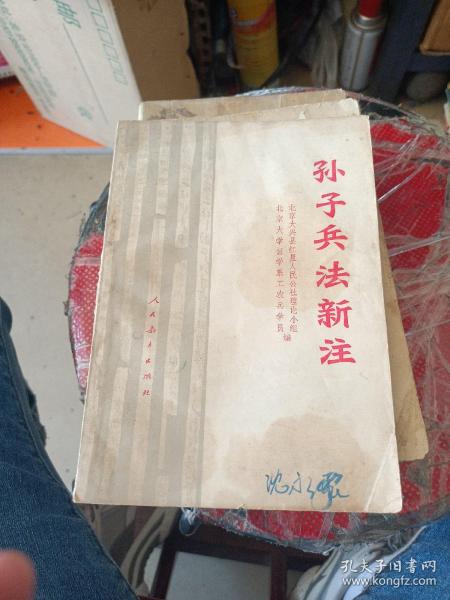 孙子兵法新注
北京大兴县红星人民公社理论小组
北京大学哲学系工农兵学员
编
人民教育出版社
孔夫子旧书网
www.kongfz.com